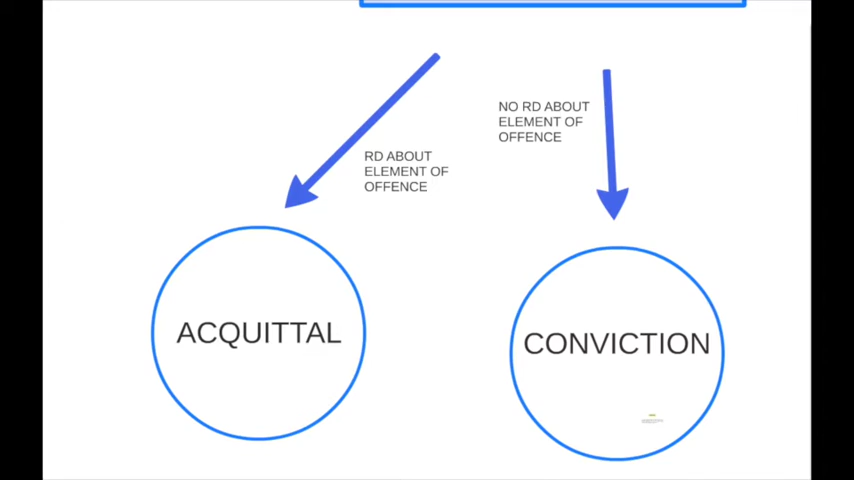 NO RD ABOUT
ELEMENT OF
OFFENCE
RD ABOUT
ELEMENT OF
OFFENCE
ACQUITTAL
CONVICTION